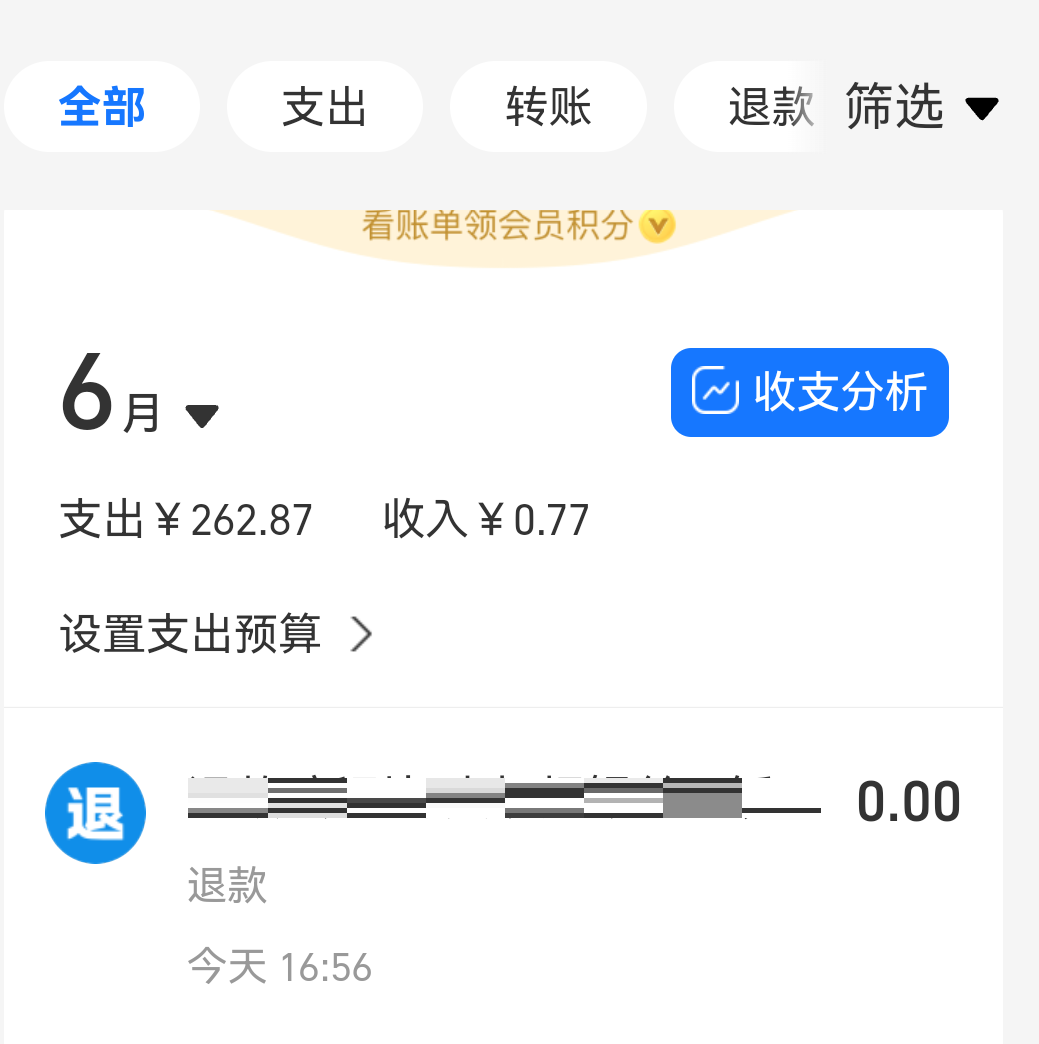 全部 支出 转账 退款 筛选
看账单领会员积分
6月 收支分析
支出￥262.87 收入￥0.77
设置支出预算
退 0.00
退款
今天 16:56